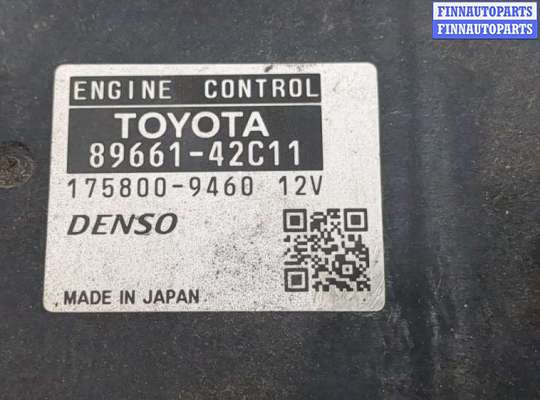 FINNAUTOPARTS
FINNAUTOPARTS
ENGINE CONTROL
TOYOTA
89661-42C11
175800-9460 12V
DENSO
MADE IN JAPAN